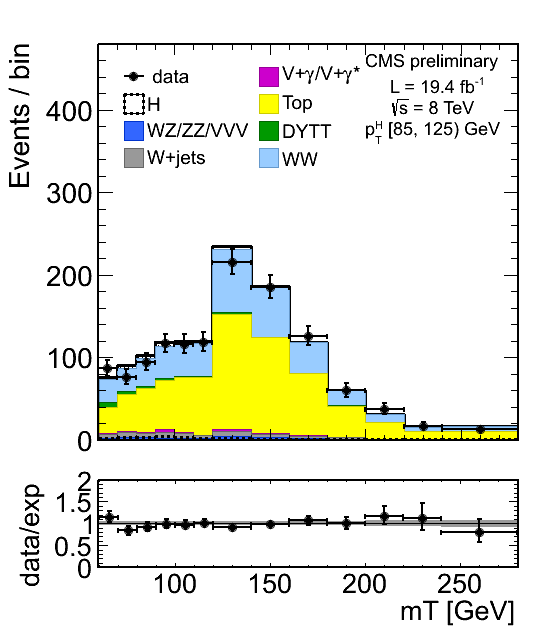 CMS preliminary
L = 19.4 fb⁻¹
√s = 8 TeV
p_T^H [85, 125) GeV
data
H
WZ/ZZ/VVV
W+jets
V+γ/V+γ*
Top
DYTT
WW
Events / bin
400
300
200
100
0
data/exp
2
1.5
1
0.5
0
100
150
200
250
mT [GeV]